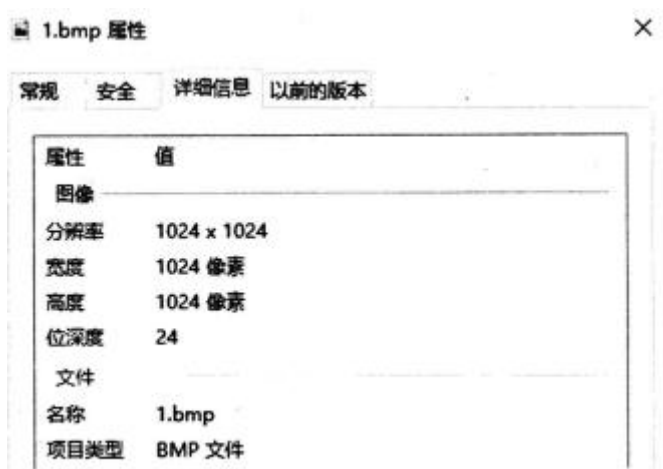 1.bmp 属性
常规 安全 详细信息 以前的版本
属性 值
图像
分辨率 1024 x 1024
宽度 1024 像素
高度 1024 像素
位深度 24
文件
名称 1.bmp
项目类型 BMP 文件